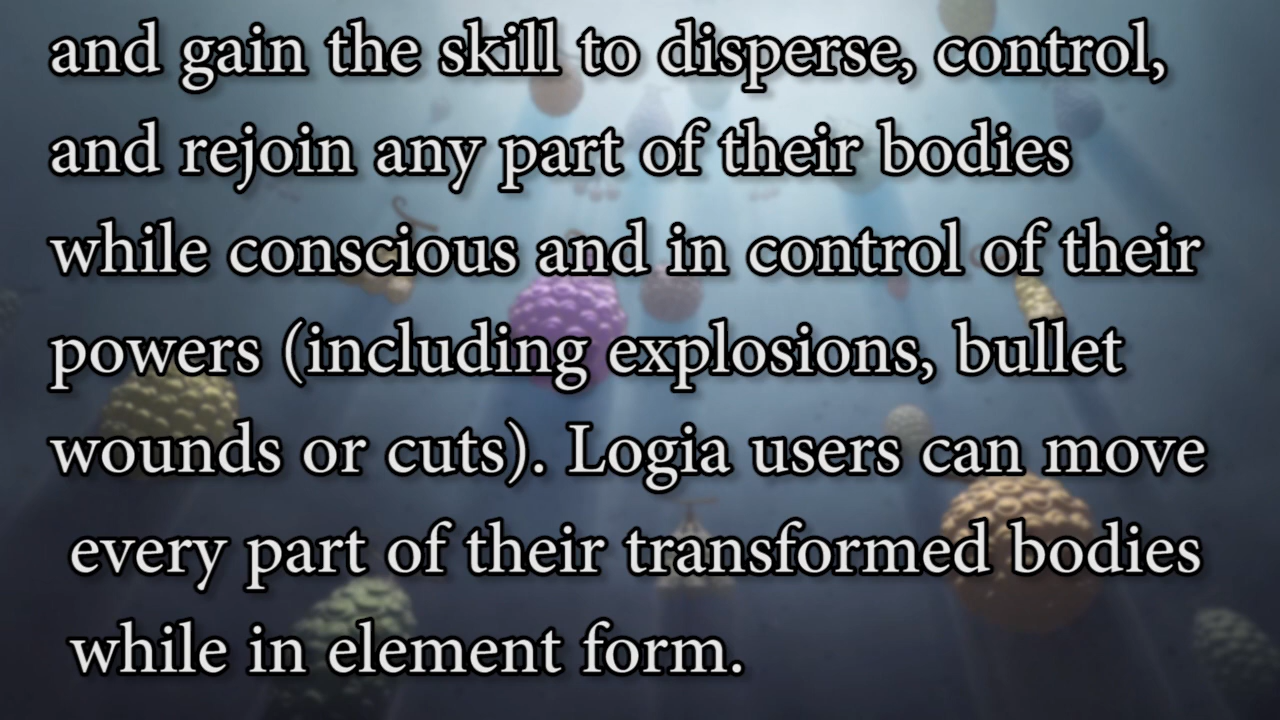 and gain the skill to disperse, control,
and rejoin any part of their bodies
while conscious and in control of their
powers (including explosions, bullet
wounds or cuts). Logia users can move
every part of their transformed bodies
while in element form.